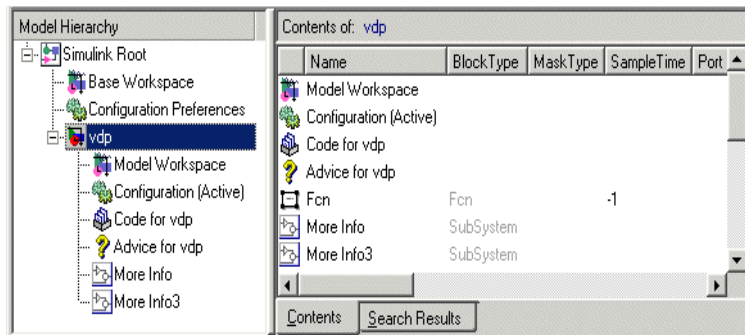 Model Hierarchy
Simulink Root
Base Workspace
Configuration Preferences
vdp
Model Workspace
Configuration (Active)
Code for vdp
Advice for vdp
More Info
More Info3
Contents of: vdp
Name BlockType MaskType SampleTime Port
Model Workspace
Configuration (Active)
Code for vdp
Advice for vdp
Fcn Fcn -1
More Info SubSystem
More Info3 SubSystem
Contents Search Results